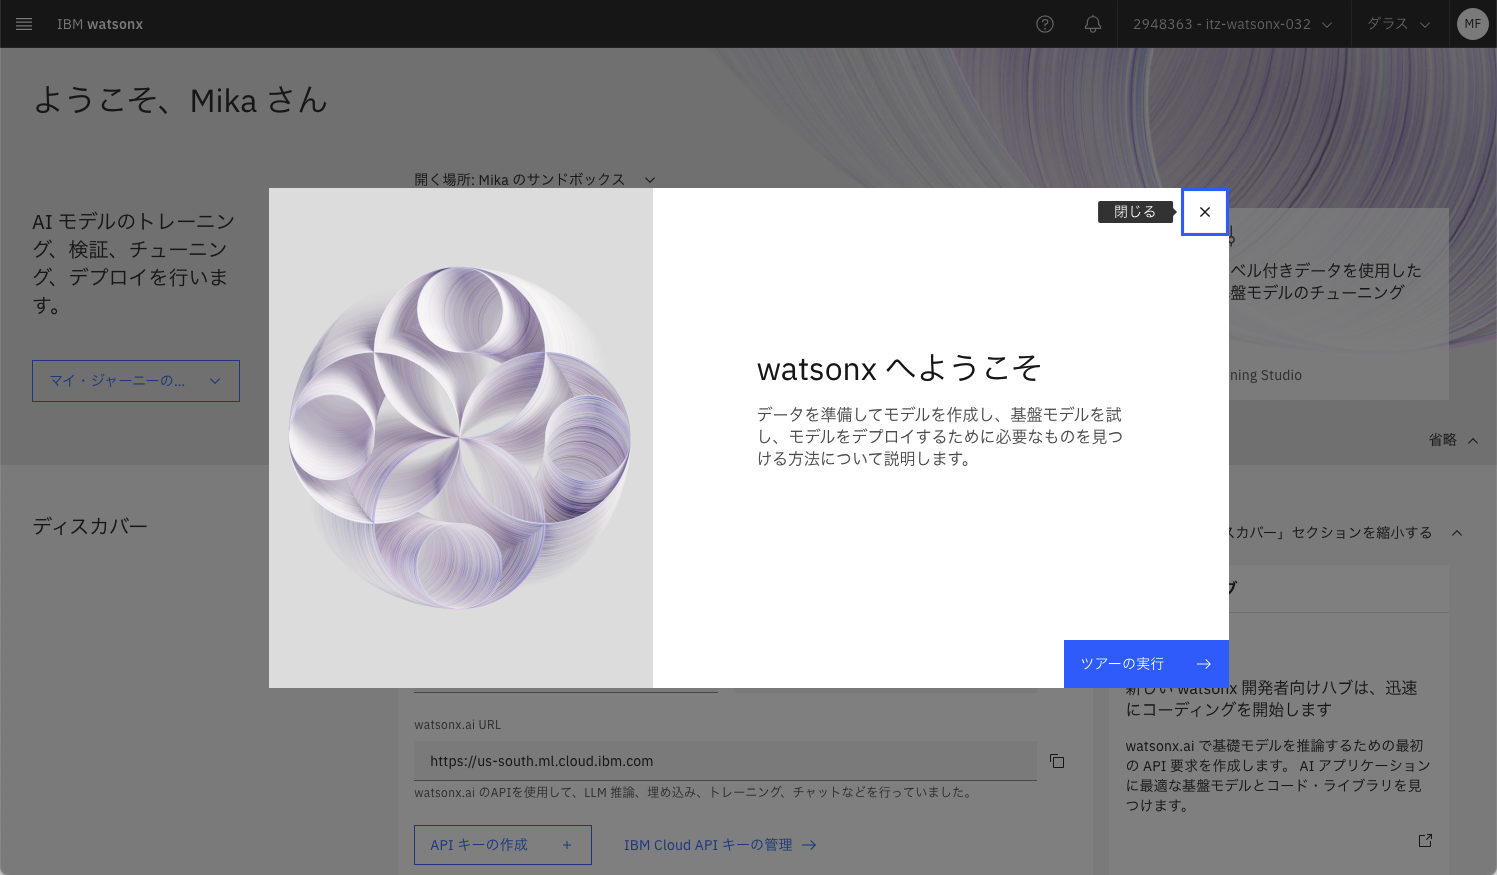 IBM watsonx
2948363 - itz-watsonx-032
ダラス
MF
ようこそ、Mika さん
開く場所: Mika のサンドボックス
AI モデルのトレーニン
グ、検証、チューニン
グ、デプロイを行いま
す。
マイ・ジャーニーの...
閉じる
ベル付きデータを使用した
盤モデルのチューニング
ning Studio
watsonx へようこそ
データを準備してモデルを作成し、基盤モデルを試
し、モデルをデプロイするために必要なものを見つ
ける方法について説明します。
ツアーの実行
省略
ディスカバー
スカバー」セクションを縮小する
ブ
新しい watsonx 開発者向けハブは、迅速
にコーディングを開始します
watsonx.ai で基礎モデルを推論するための最初
の API 要求を作成します。 AI アプリケーション
に最適な基盤モデルとコード・ライブラリを見
つけます。
watsonx.ai URL
https://us-south.ml.cloud.ibm.com
watsonx.ai のAPIを使用して、LLM 推論、埋め込み、トレーニング、チャットなどを行っていました。
API キーの作成 +
IBM Cloud API キーの管理